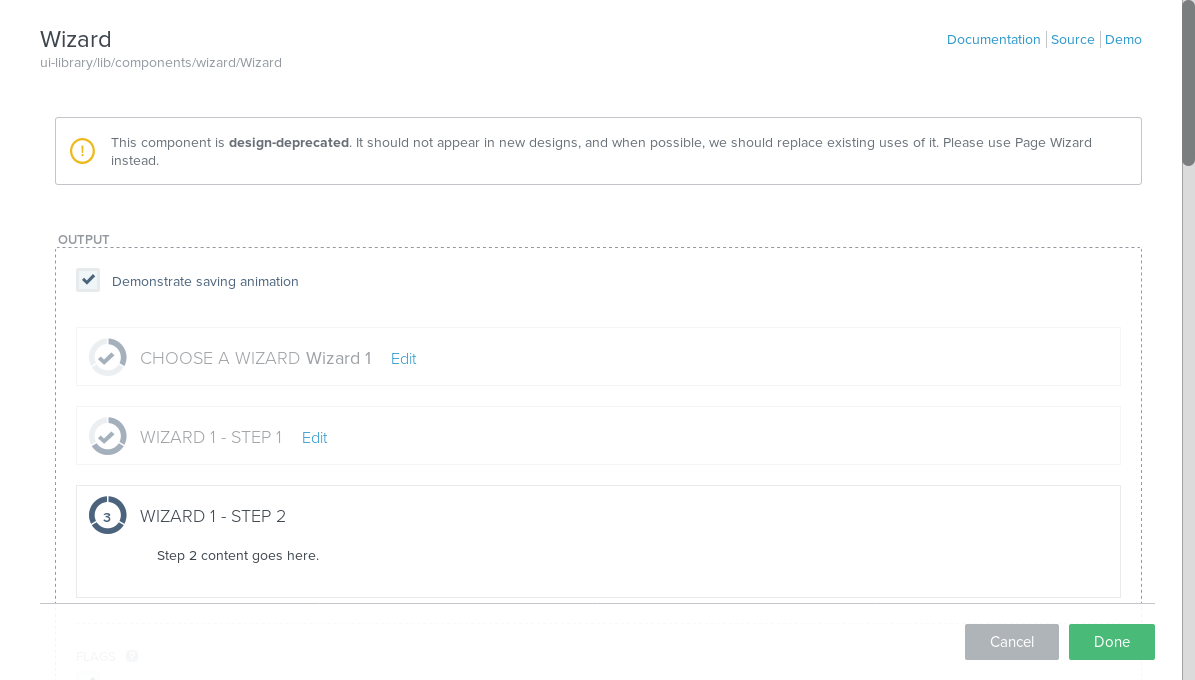 Wizard
Documentation
Source
Demo
ui-library/lib/components/wizard/Wizard
This component is design-deprecated. It should not appear in new designs, and when possible, we should replace existing uses of it. Please use Page Wizard
instead.
OUTPUT
Demonstrate saving animation
CHOOSE A WIZARD Wizard 1 Edit
WIZARD 1 - STEP 1 Edit
3 WIZARD 1 - STEP 2
Step 2 content goes here.
Cancel
Done
FLAGS ?